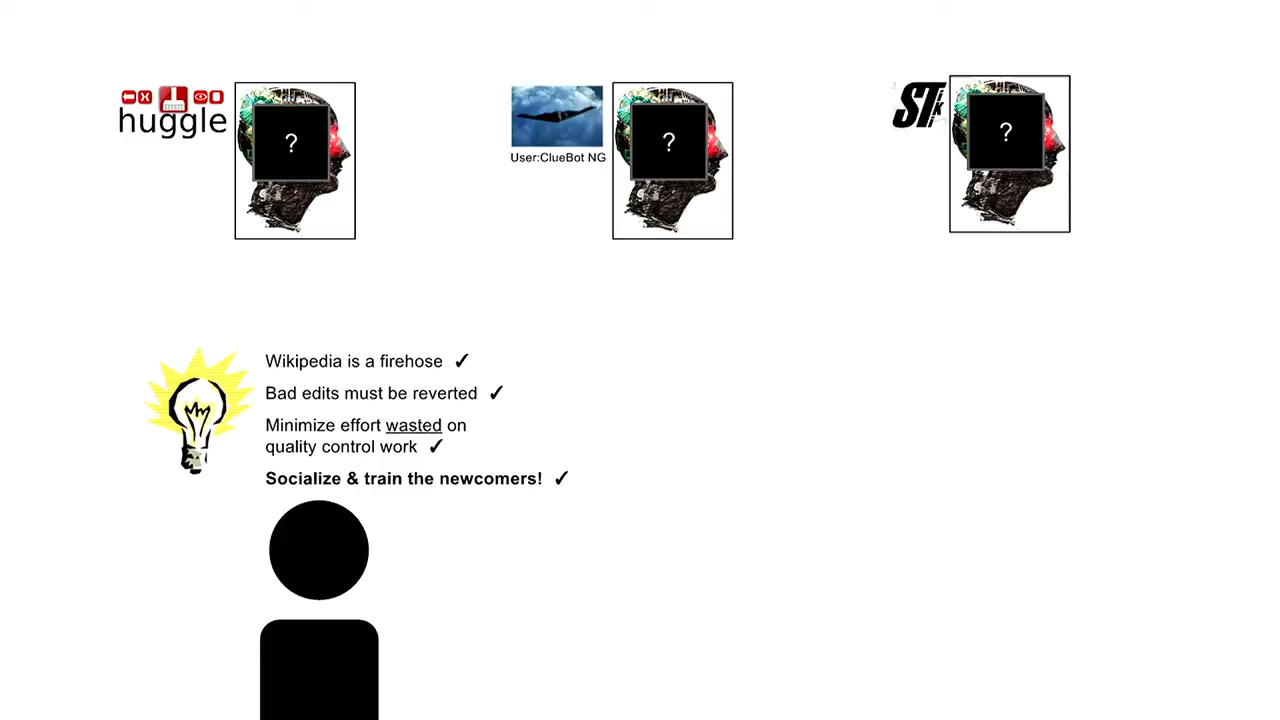 huggle
?
User:ClueBot NG
?
STiki
?
Wikipedia is a firehose ✓
Bad edits must be reverted ✓
Minimize effort wasted on
quality control work ✓
Socialize & train the newcomers! ✓